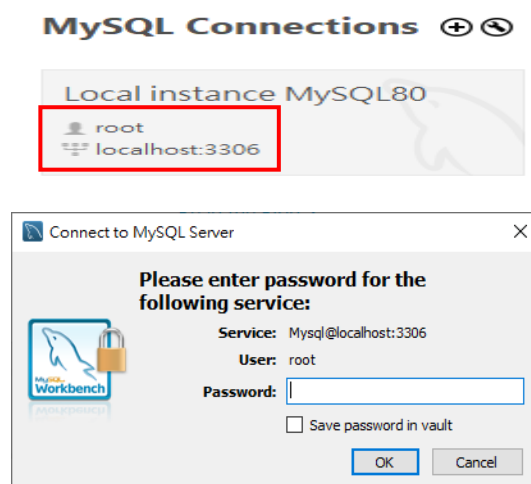 MySQL Connections
Local instance MySQL80
root
localhost:3306
Connect to MySQL Server
Please enter password for the
following service:
Service: Mysql@localhost:3306
User: root
Password:
MySQL
Workbench
Save password in vault
OK Cancel